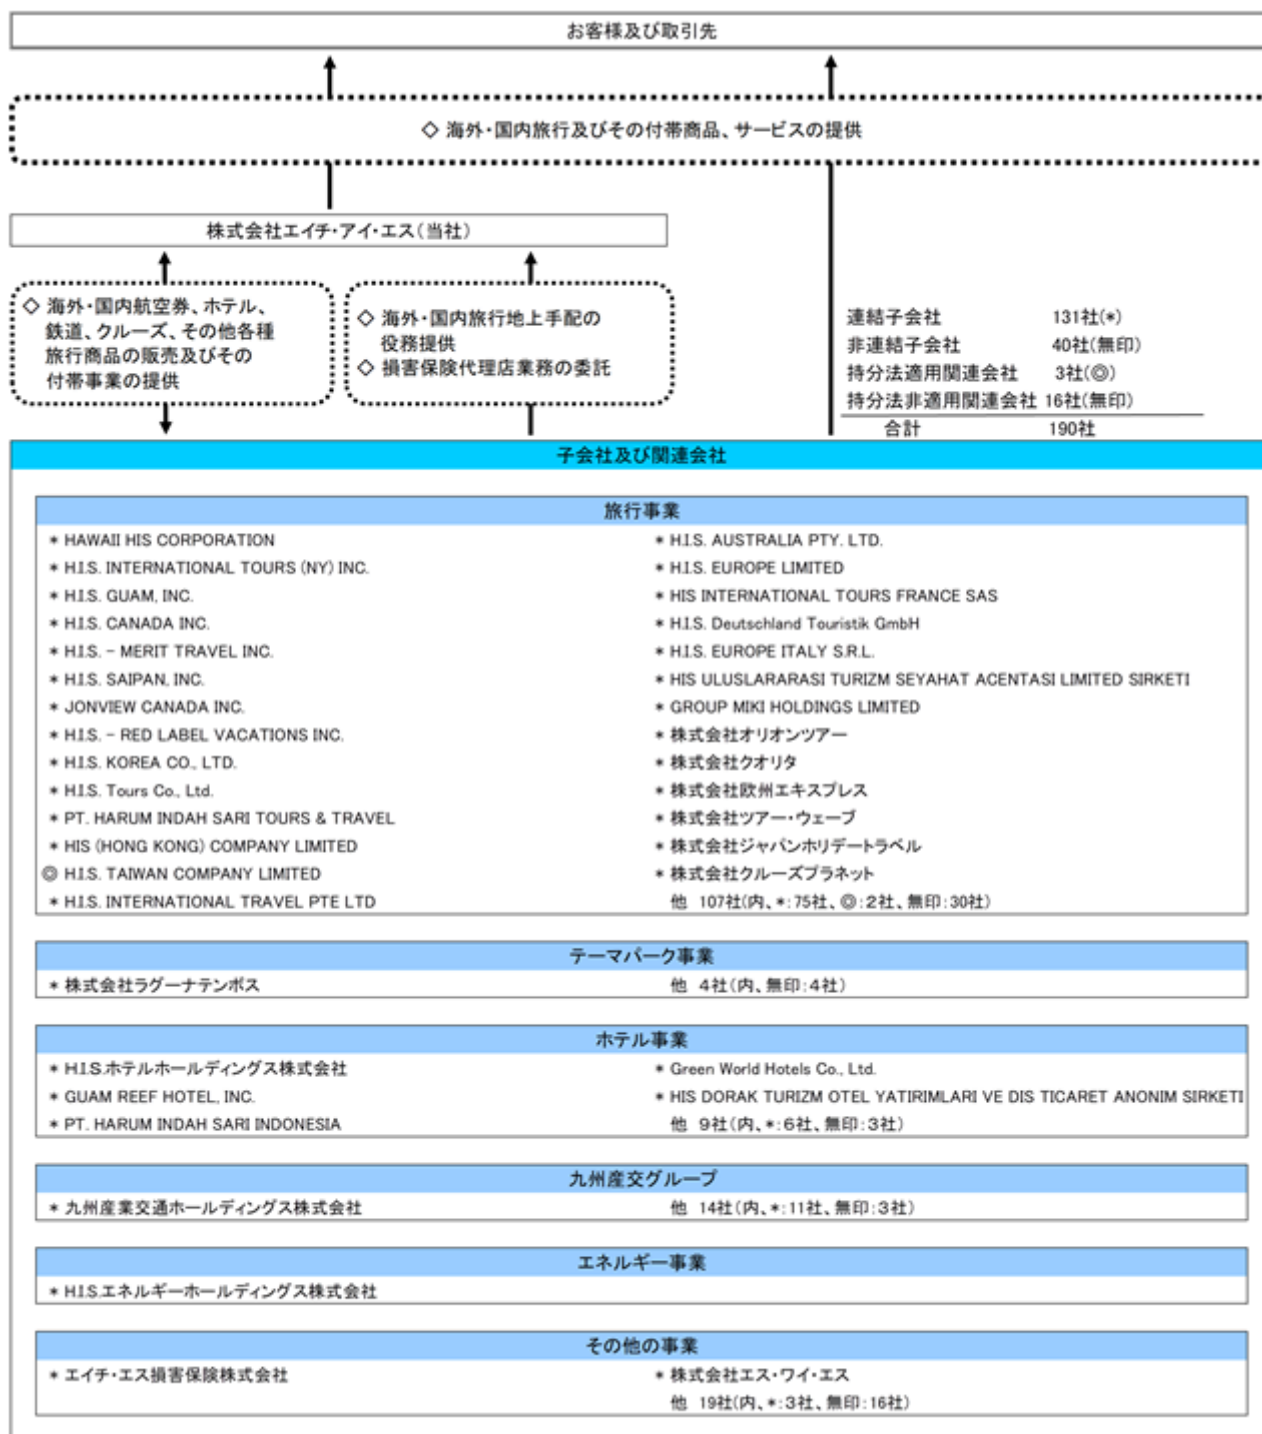 お客様及び取引先
◇ 海外・国内旅行及びその付帯商品、サービスの提供
株式会社エイチ・アイ・エス(当社)
◇ 海外・国内航空券、ホテル、
鉄道、クルーズ、その他各種
旅行商品の販売及びその
付帯事業の提供
◇ 海外・国内旅行地上手配の
役務提供
◇ 損害保険代理店業務の委託
連結子会社 131社(*)
非連結子会社 40社(無印)
持分法適用関連会社 3社(◎)
持分法非適用関連会社 16社(無印)
合計 190社
子会社及び関連会社
旅行事業
* HAWAII HIS CORPORATION
* H.I.S. INTERNATIONAL TOURS (NY) INC.
* H.I.S. GUAM, INC.
* H.I.S. CANADA INC.
* H.I.S. - MERIT TRAVEL INC.
* H.I.S. SAIPAN, INC.
* JONVIEW CANADA INC.
* H.I.S. - RED LABEL VACATIONS INC.
* H.I.S. KOREA CO., LTD.
* H.I.S. Tours Co., Ltd.
* PT. HARUM INDAH SARI TOURS & TRAVEL
* HIS (HONG KONG) COMPANY LIMITED
◎ H.I.S. TAIWAN COMPANY LIMITED
* H.I.S. INTERNATIONAL TRAVEL PTE LTD
* H.I.S. AUSTRALIA PTY. LTD.
* H.I.S. EUROPE LIMITED
* HIS INTERNATIONAL TOURS FRANCE SAS
* H.I.S. Deutschland Touristik GmbH
* H.I.S. EUROPE ITALY S.R.L.
* HIS ULUSLARARASI TURIZM SEYAHAT ACENTASI LIMITED SIRKETI
* GROUP MIKI HOLDINGS LIMITED
* 株式会社オリオンツアー
* 株式会社クオリタ
* 株式会社欧州エキスプレス
* 株式会社ツアー・ウェーブ
* 株式会社ジャパンホリデートラベル
* 株式会社クルーズプラネット
他 107社(内、*:75社、◎:2社、無印:30社)
テーマパーク事業
* 株式会社ラグーナテンボス
他 4社(内、無印:4社)
ホテル事業
* H.I.S.ホテルホールディングス株式会社
* GUAM REEF HOTEL, INC.
* PT. HARUM INDAH SARI INDONESIA
* Green World Hotels Co., Ltd.
* HIS DORAK TURIZM OTEL YATIRIMLARI VE DIS TICARET ANONIM SIRKETI
他 9社(内、*:6社、無印:3社)
九州産交グループ
* 九州産業交通ホールディングス株式会社
他 14社(内、*:11社、無印:3社)
エネルギー事業
* H.I.S.エネルギーホールディングス株式会社
その他の事業
* エイチ・エス損害保険株式会社
* 株式会社エス・ワイ・エス
他 19社(内、*:3社、無印:16社)